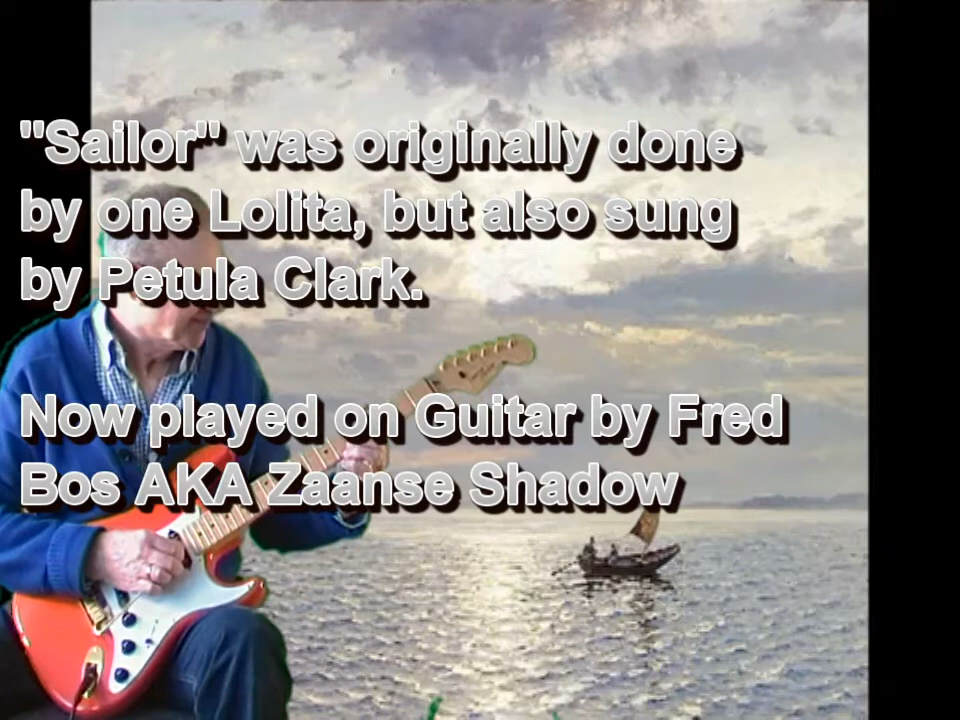 "Sailor" was originally done
by one Lolita, but also sung
by Petula Clark.
Now played on Guitar by Fred
Bos AKA Zaanse Shadow